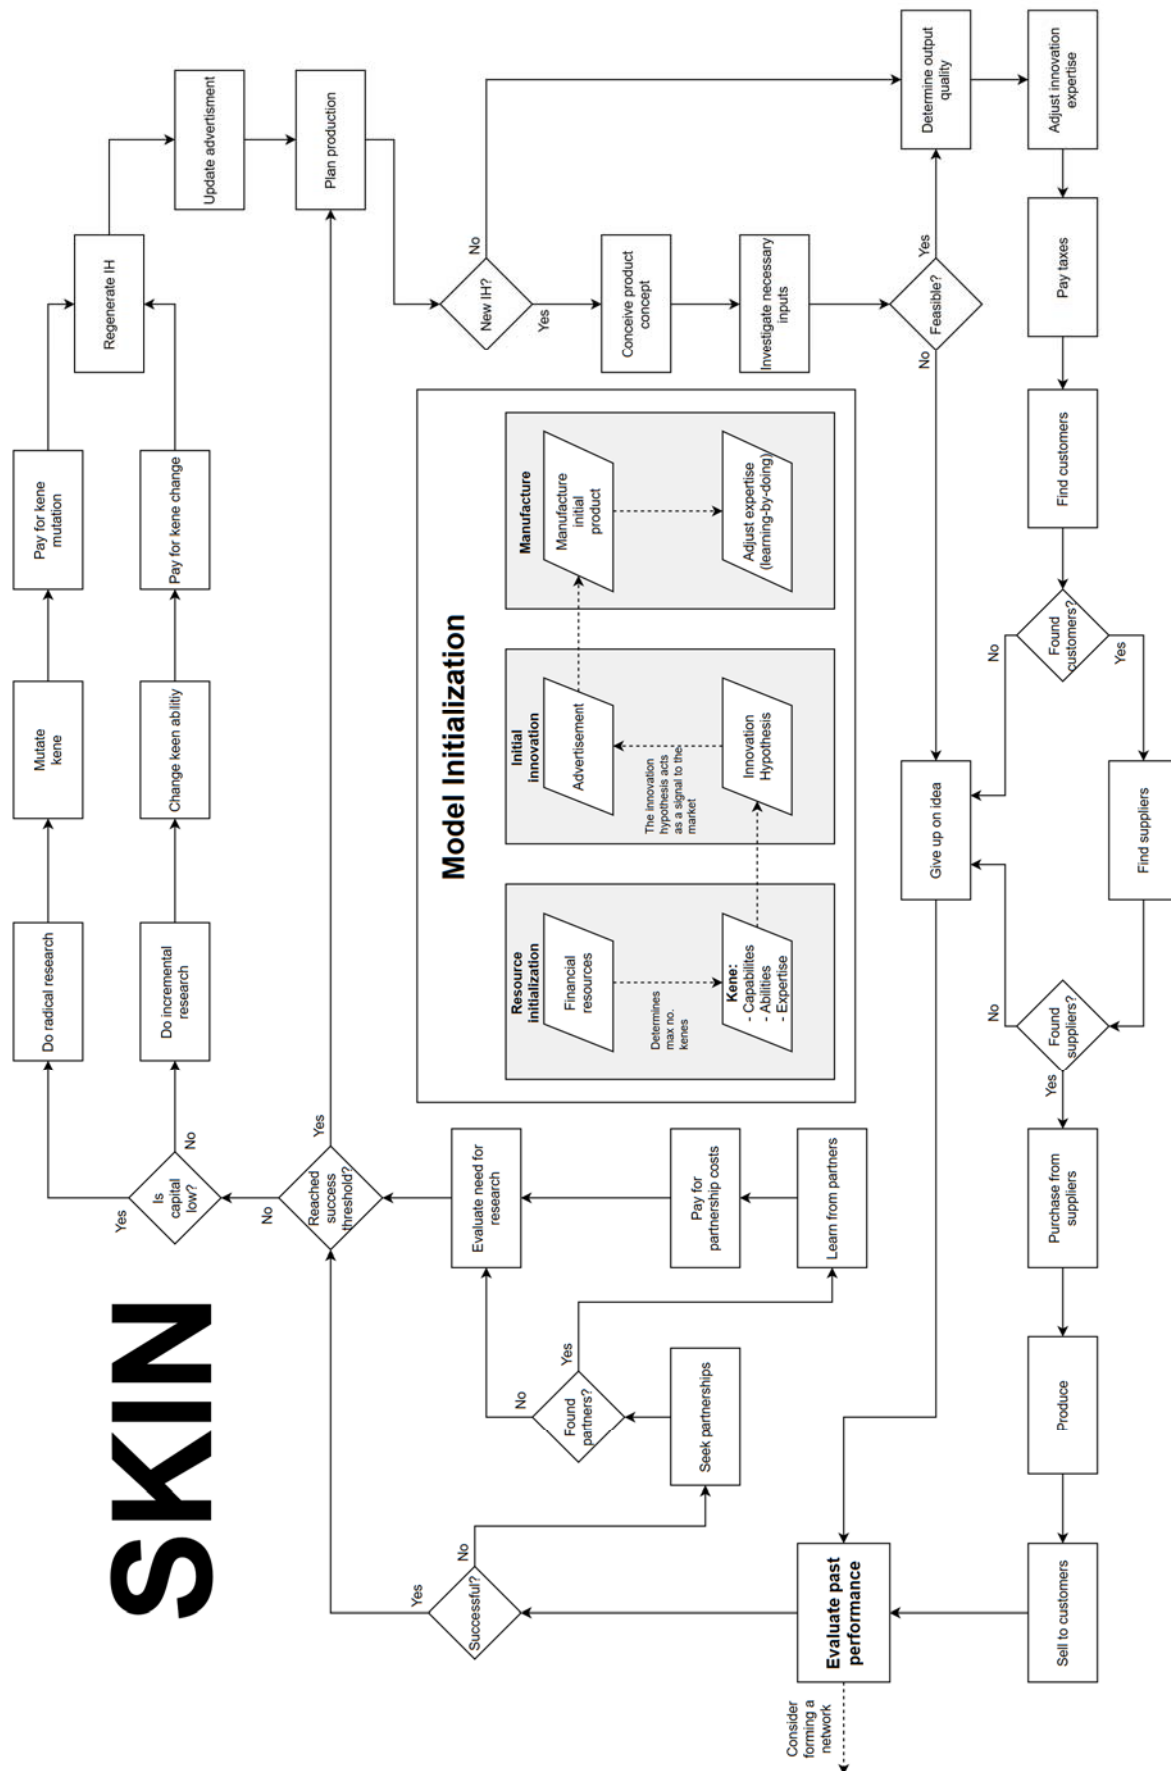 SKIN
Do radical research
Mutate
kene
Pay for kene
mutation
Do incremental
research
Change keen ablitiy
Pay for kene change
Regenerate IH
Update advertisment
Plan production
Yes
Is
capital
low?
No
No
Reached
success
threshold?
Yes
Evaluate need for
research
Pay for
partnership costs
Learn from partners
No
Found
partners?
Yes
Seek partnerships
Yes
Successful?
No
Evaluate past
performance
Consider
forming a
network
Model Initialization
Resource
initialization
Financial
resources
Determines
max no.
kenes
Kene:
- Capabilites
- Abilities
- Expertise
Initial
innovation
Advertisement
The innovation
hypothesis acts
as a signal to the
market
Innovation
Hypothesis
Manufacture
Manufacture
initial
product
Adjust expertise
(learning-by-doing)
New IH?
No
Yes
Conceive product
concept
Investigate necessary
inputs
No
Feasible?
Yes
Determine output
quality
Adjust innovation
expertise
Pay taxes
Find customers
No
Found
customers?
Yes
Give up on idea
Find suppliers
No
Found
suppliers?
Yes
Purchase from
suppliers
Produce
Sell to customers